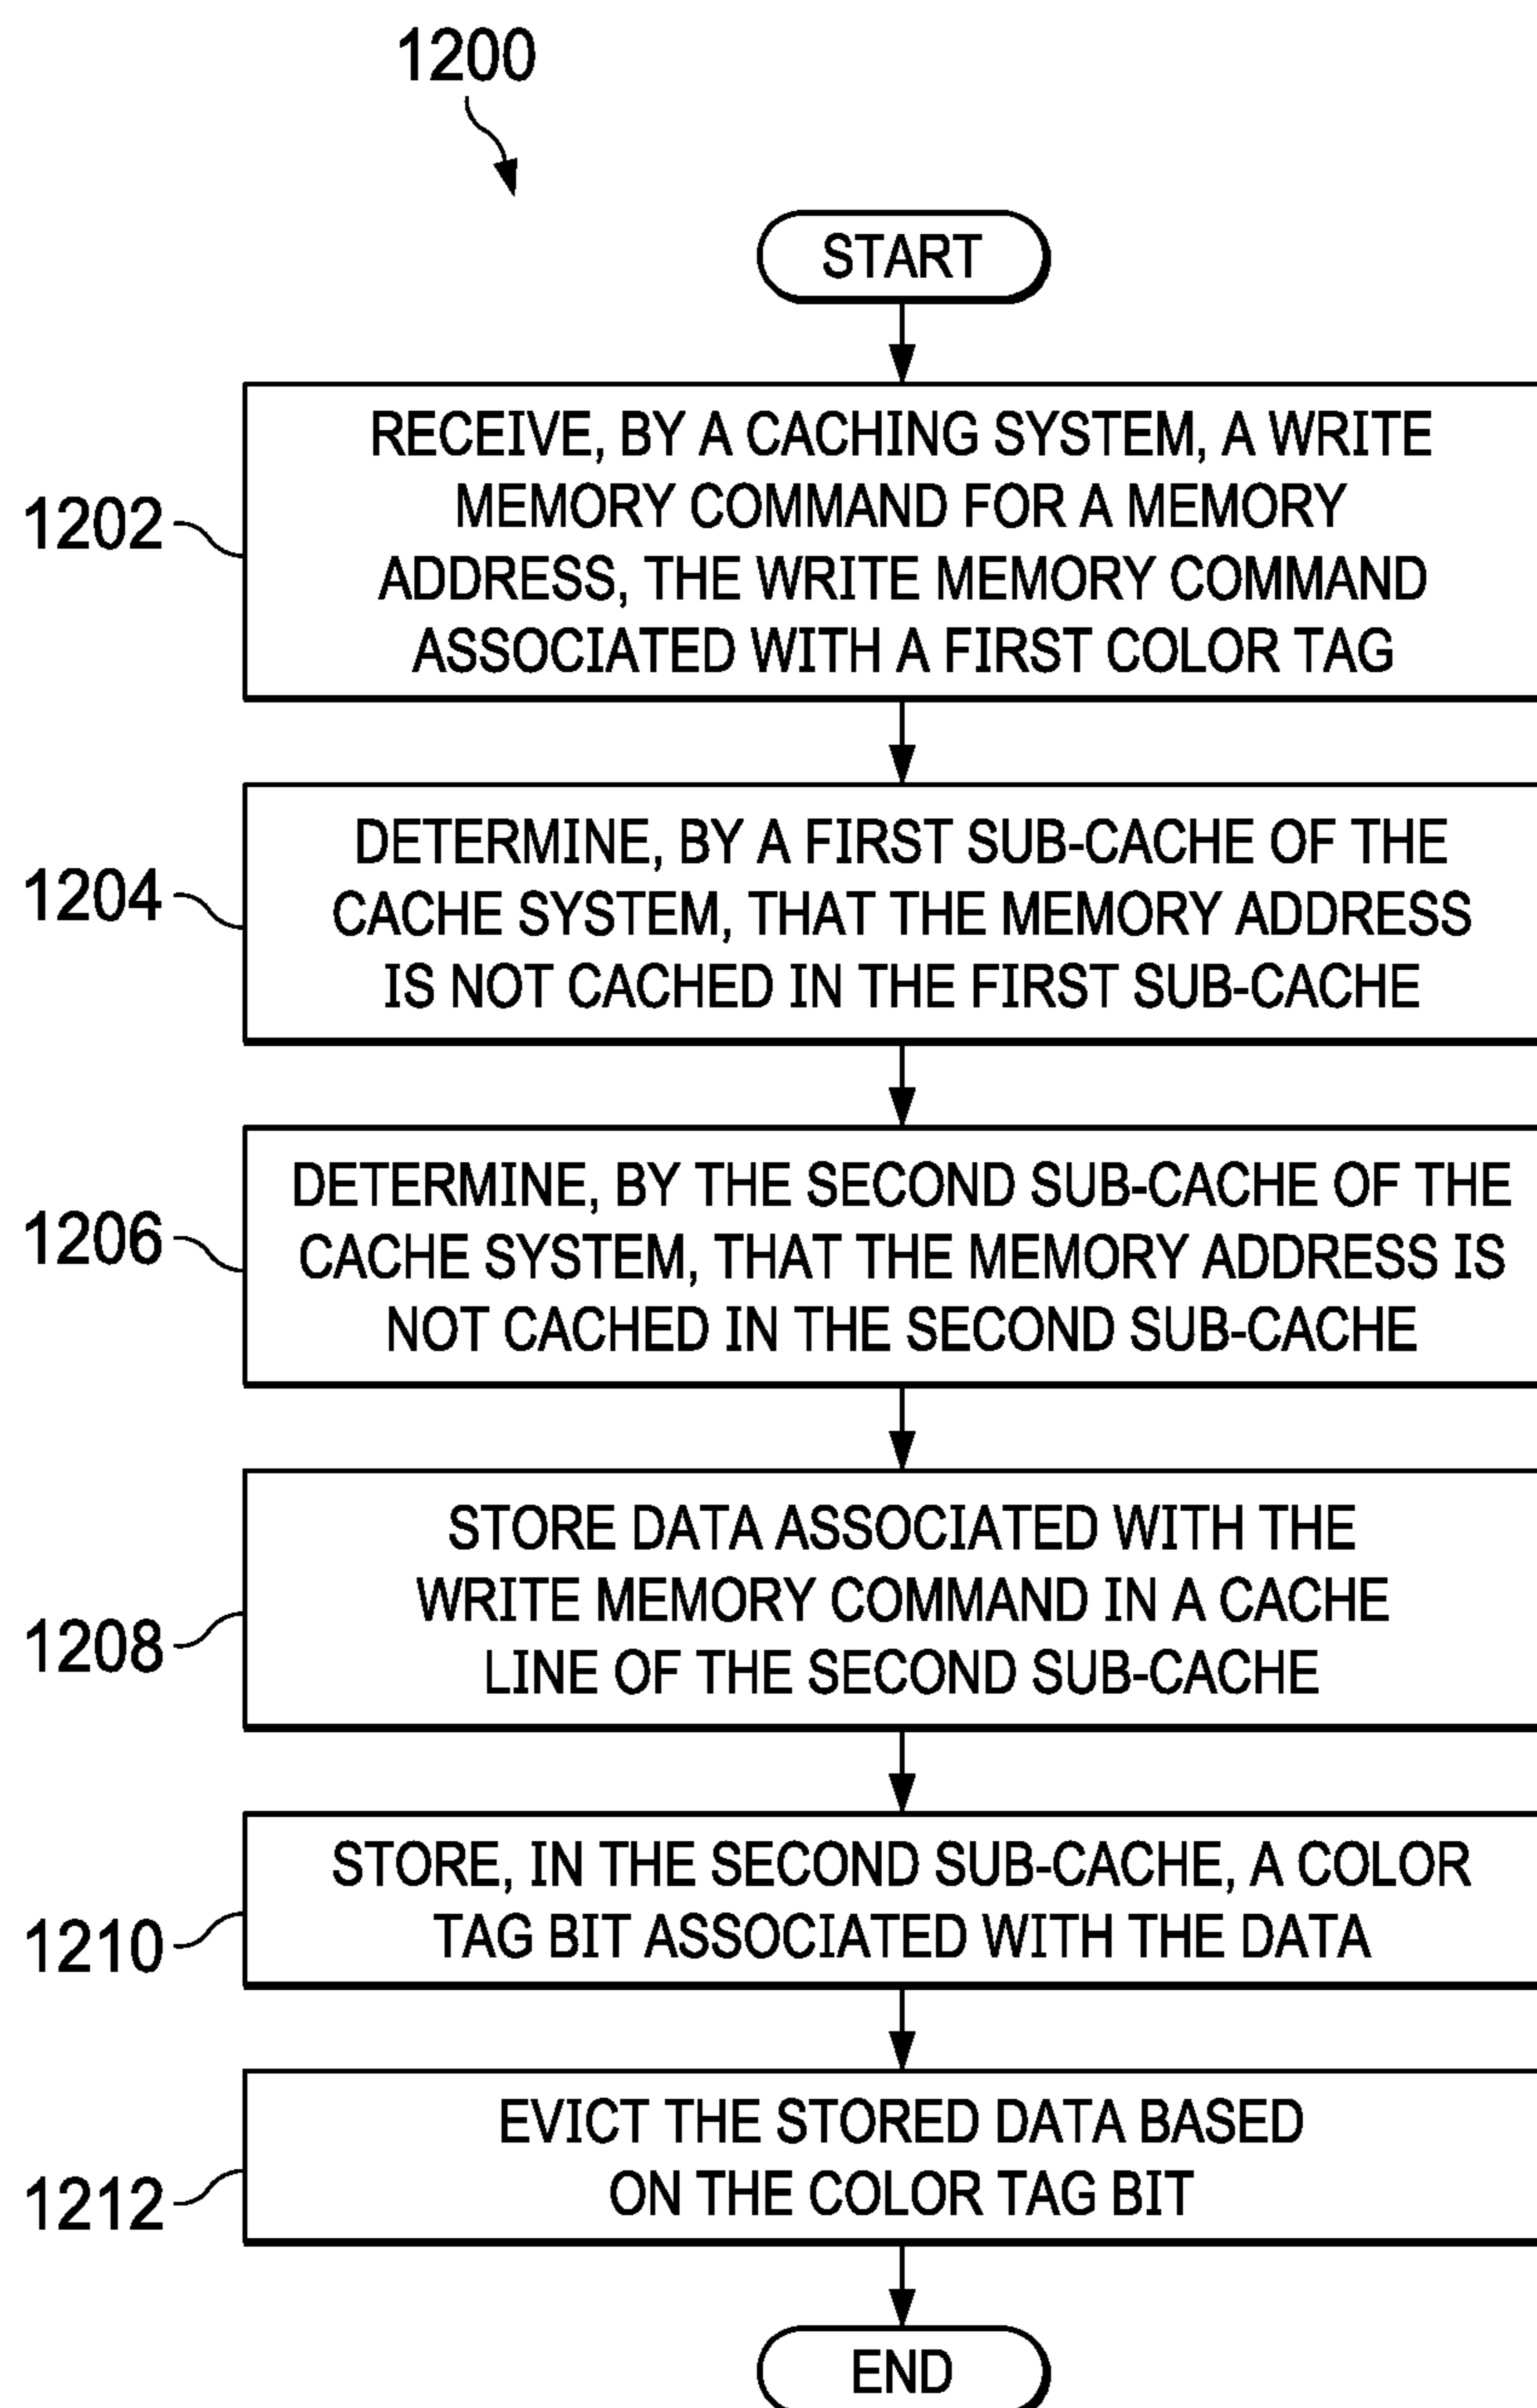 1200
START
1202
RECEIVE, BY A CACHING SYSTEM, A WRITE
MEMORY COMMAND FOR A MEMORY
ADDRESS, THE WRITE MEMORY COMMAND
ASSOCIATED WITH A FIRST COLOR TAG
1204
DETERMINE, BY A FIRST SUB-CACHE OF THE
CACHE SYSTEM, THAT THE MEMORY ADDRESS
IS NOT CACHED IN THE FIRST SUB-CACHE
1206
DETERMINE, BY THE SECOND SUB-CACHE OF THE
CACHE SYSTEM, THAT THE MEMORY ADDRESS IS
NOT CACHED IN THE SECOND SUB-CACHE
1208
STORE DATA ASSOCIATED WITH THE
WRITE MEMORY COMMAND IN A CACHE
LINE OF THE SECOND SUB-CACHE
1210
STORE, IN THE SECOND SUB-CACHE, A COLOR
TAG BIT ASSOCIATED WITH THE DATA
1212
EVICT THE STORED DATA BASED
ON THE COLOR TAG BIT
END